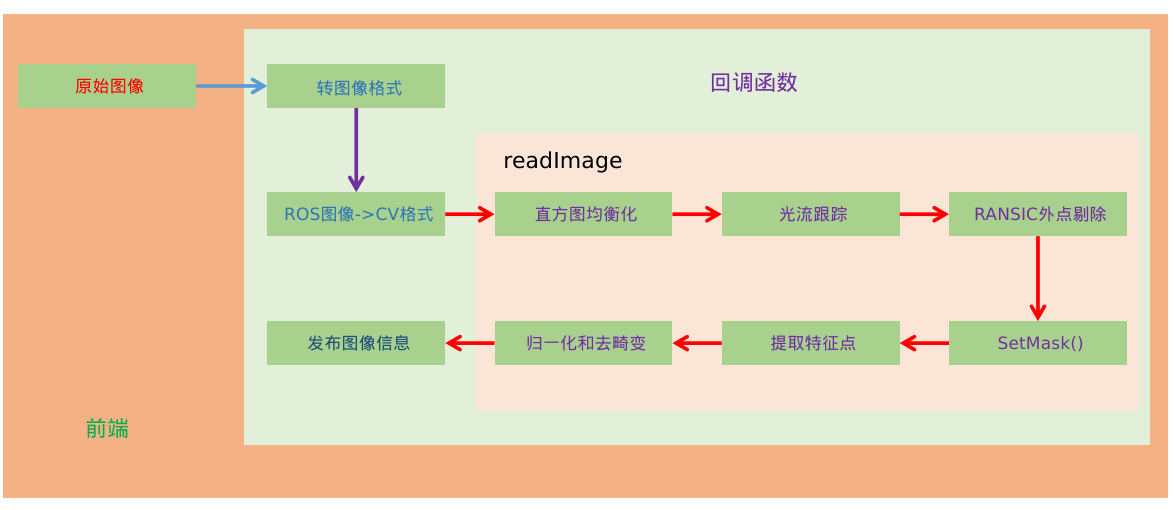 原始图像
转图像格式
回调函数
readImage
ROS图像->CV格式
直方图均衡化
光流跟踪
RANSIC外点剔除
发布图像信息
归一化和去畸变
提取特征点
SetMask()
前端